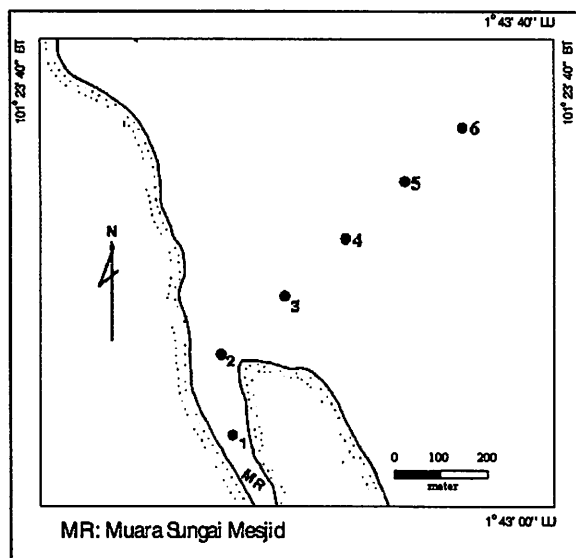 1° 43' 40" LU
101° 23' 40" BT
101° 23' 40" BT
N
6
5
4
3
2
1
MR
0 100 200
meter
1° 43' 00" LU
MR: Muara Sungai Mesjid